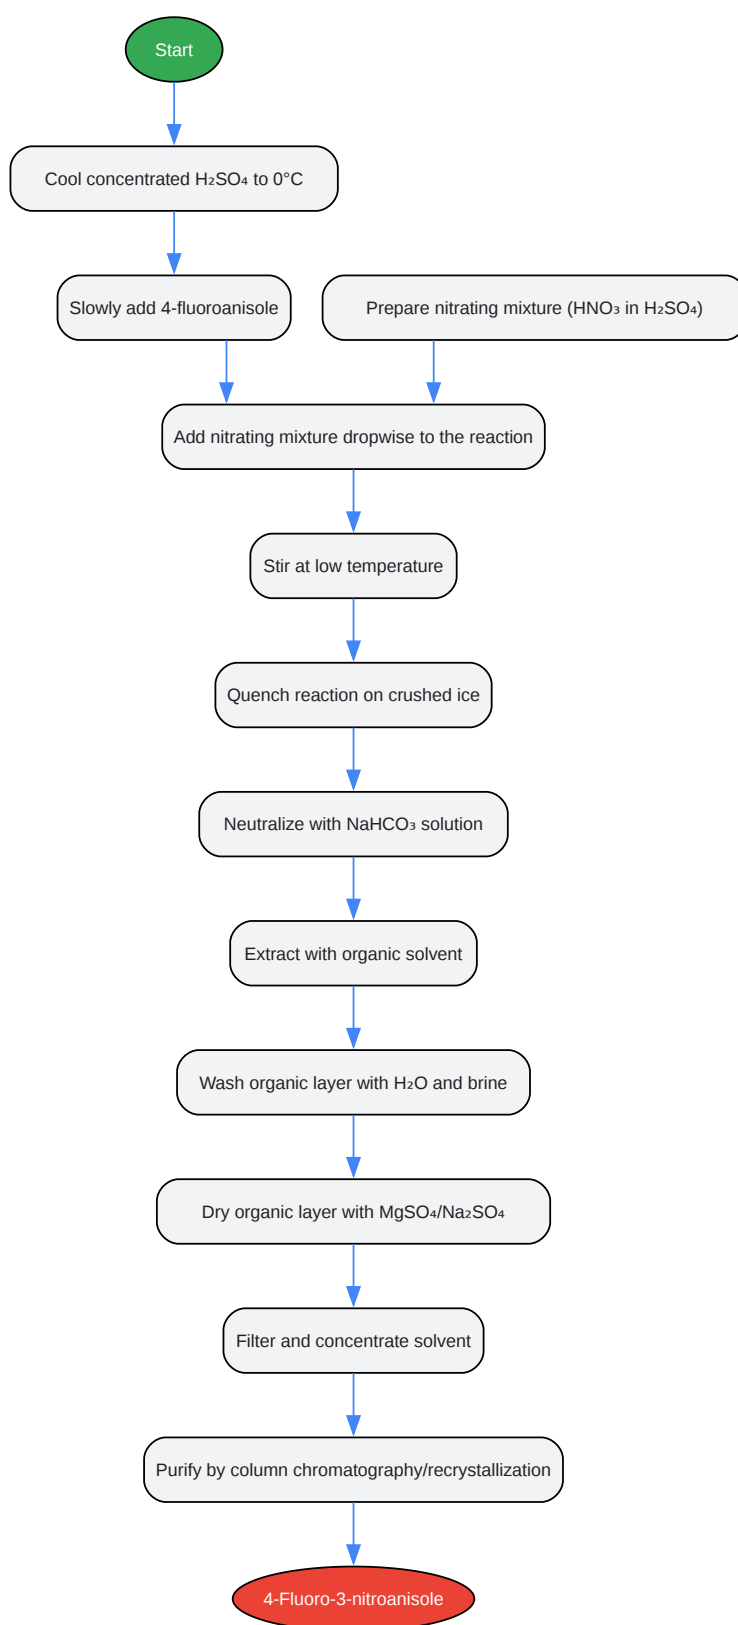 Start
Cool concentrated H₂SO₄ to 0°C
Slowly add 4-fluoroanisole
Prepare nitrating mixture (HNO₃ in H₂SO₄)
Add nitrating mixture dropwise to the reaction
Stir at low temperature
Quench reaction on crushed ice
Neutralize with NaHCO₃ solution
Extract with organic solvent
Wash organic layer with H₂O and brine
Dry organic layer with MgSO₄/Na₂SO₄
Filter and concentrate solvent
Purify by column chromatography/recrystallization
4-Fluoro-3-nitroanisole